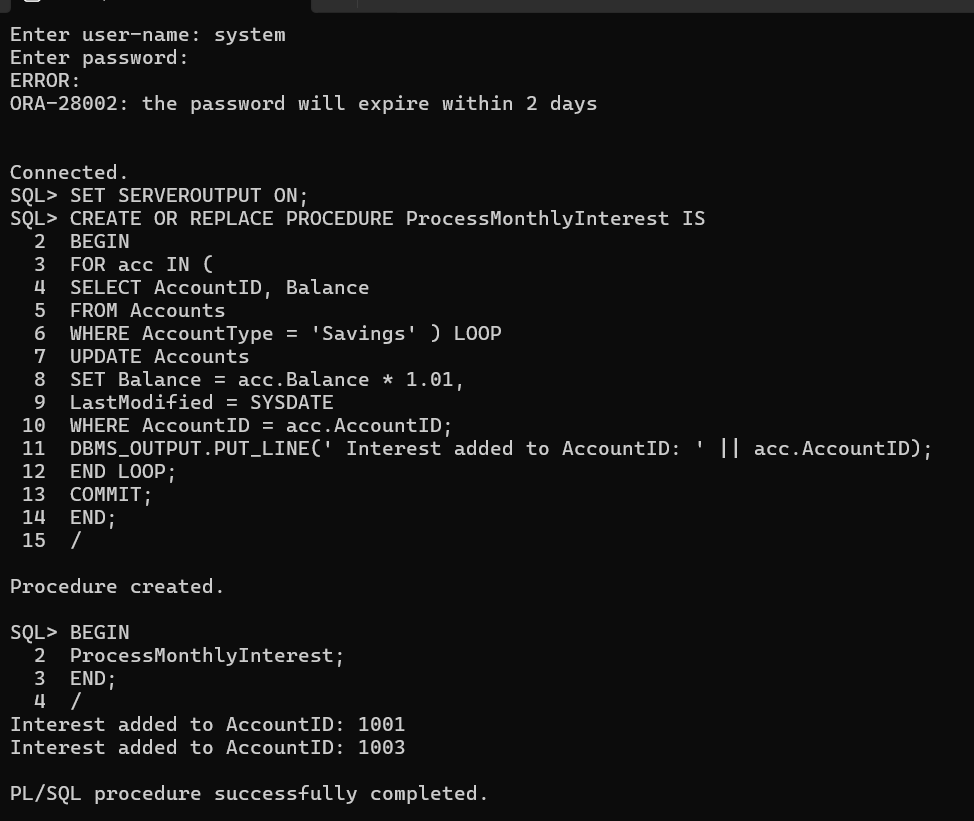 Enter user-name: system
Enter password:
ERROR:
ORA-28002: the password will expire within 2 days
Connected.
SQL> SET SERVEROUTPUT ON;
SQL> CREATE OR REPLACE PROCEDURE ProcessMonthlyInterest IS
  2  BEGIN
  3  FOR acc IN (
  4  SELECT AccountID, Balance
  5  FROM Accounts
  6  WHERE AccountType = 'Savings' ) LOOP
  7  UPDATE Accounts
  8  SET Balance = acc.Balance * 1.01,
  9  LastModified = SYSDATE
 10  WHERE AccountID = acc.AccountID;
 11  DBMS_OUTPUT.PUT_LINE(' Interest added to AccountID: ' || acc.AccountID);
 12  END LOOP;
 13  COMMIT;
 14  END;
 15  /
Procedure created.
SQL> BEGIN
  2  ProcessMonthlyInterest;
  3  END;
  4  /
Interest added to AccountID: 1001
Interest added to AccountID: 1003
PL/SQL procedure successfully completed.